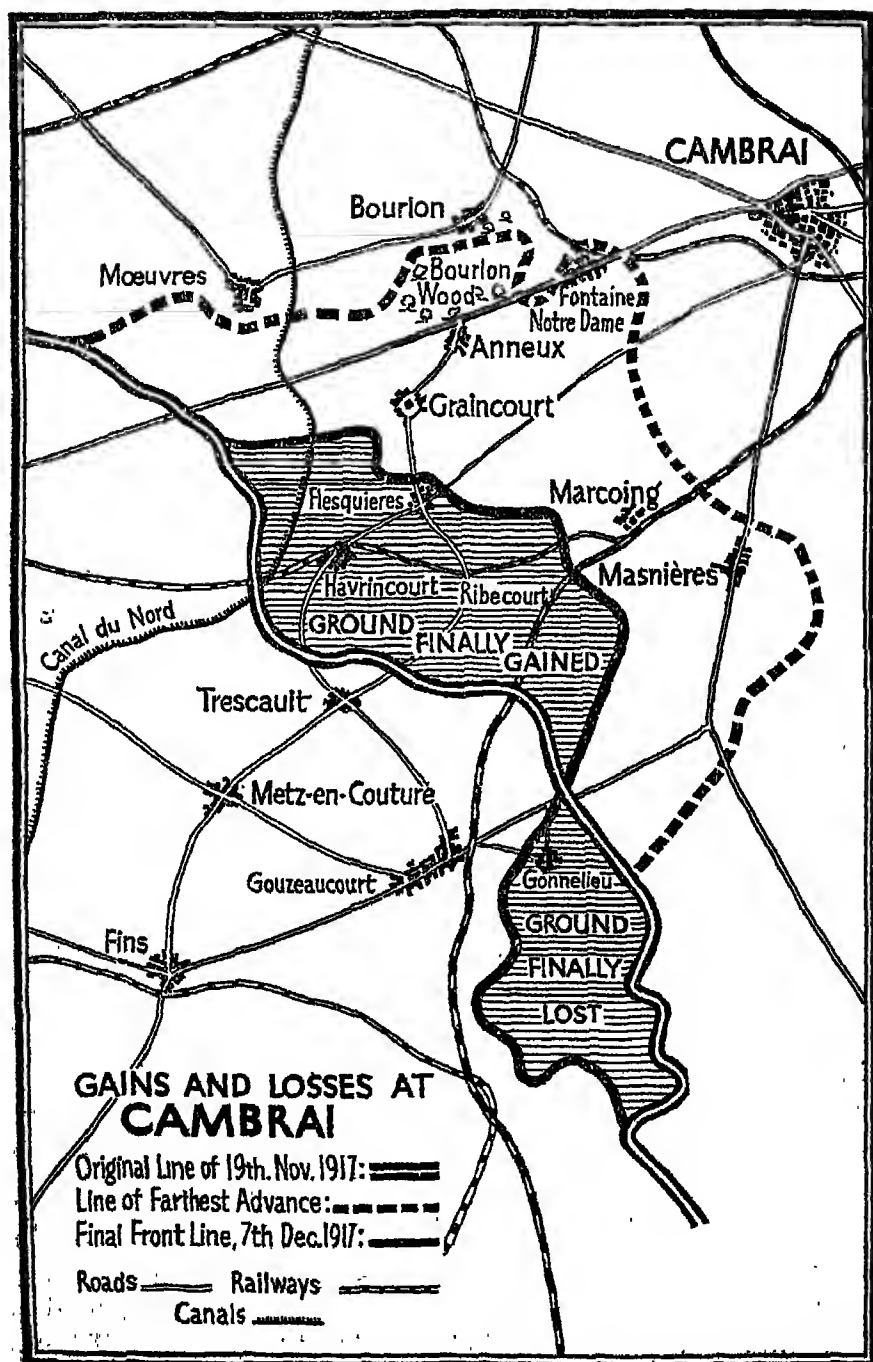 CAMBRAI
Bourlon
Mœuvres
Bourlon
Wood
Fontaine
Notre Dame
Anneux
Graincourt
Flesquieres
Marcoing
Havrincourt
Ribecourt
Masnières
GROUND
FINALLY
GAINED
Canal du Nord
Trescault
Metz-en-Couture
Gouzeaucourt
Gonnelieu
Fins
GROUND
FINALLY
LOST
GAINS AND LOSSES AT
CAMBRAI
Original Line of 19th. Nov. 1917:
Line of Farthest Advance:
Final Front Line, 7th Dec. 1917:
Roads Railways
Canals